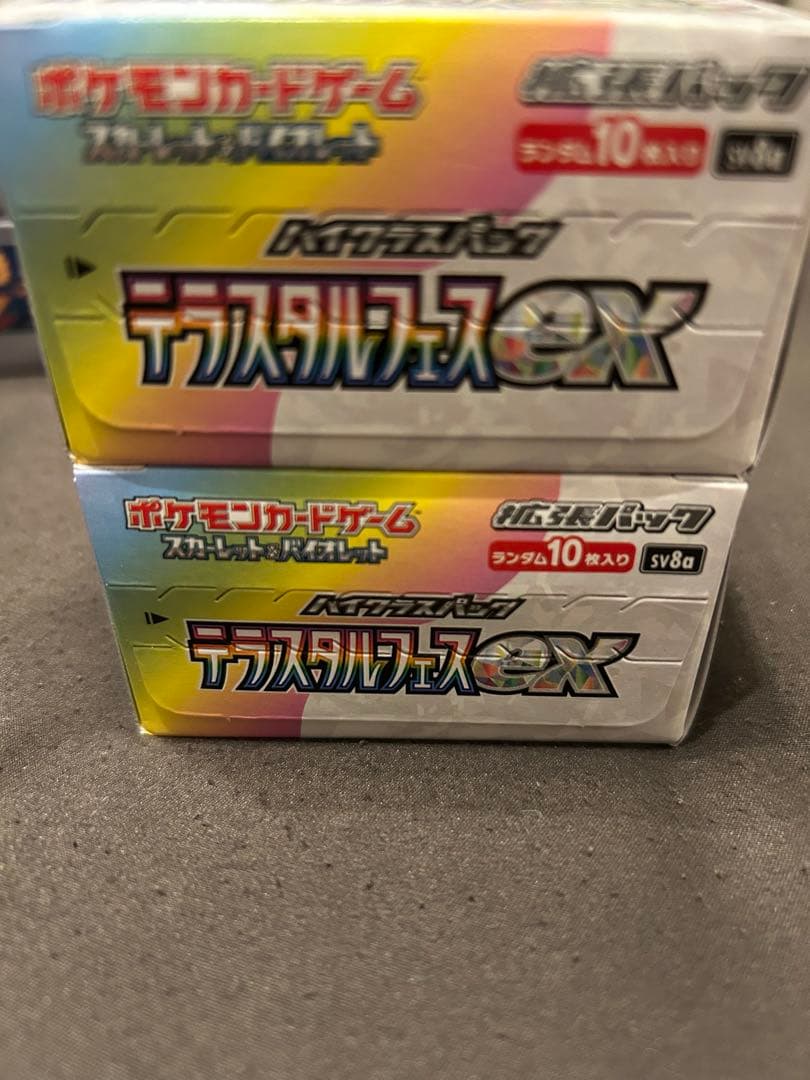 ポケモンカードゲーム
拡張パック
スカーレット&バイオレット
ランダム10枚入り
sv8a
ハイクラスパック
テラスタルフェスex
ポケモンカードゲーム
拡張パック
スカーレット&バイオレット
ランダム10枚入り
sv8a
ハイクラスパック
テラスタルフェスex